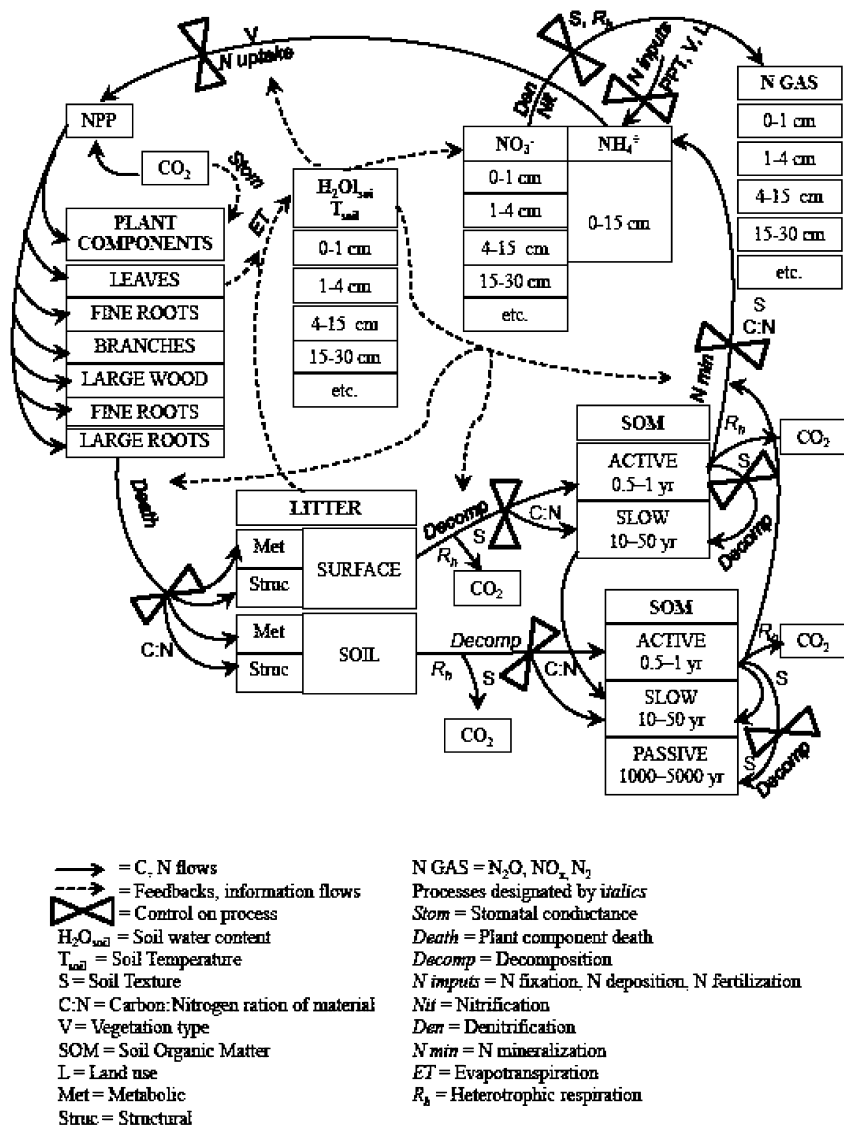 V
N uptake
S, Rh
Den
Nit
N inputs
PPT, V, L
N GAS
0-1 cm
1-4 cm
4-15 cm
15-30 cm
etc.
NPP
CO2
Stom
ET
PLANT
COMPONENTS
LEAVES
FINE ROOTS
BRANCHES
LARGE WOOD
FINE ROOTS
LARGE ROOTS
H2Olsoi
Tsoil
0-1 cm
1-4 cm
4-15 cm
15-30 cm
etc.
NO3-
0-1 cm
1-4 cm
4-15 cm
15-30 cm
etc.
NH4+
0-15 cm
S
C:N
N min
Death
C:N
LITTER
Met
Struc
SURFACE
Met
Struc
SOIL
Decomp
S
C:N
Rh
CO2
Decomp
Rh
S
C:N
CO2
SOM
ACTIVE
0.5–1 yr
SLOW
10–50 yr
Rh
CO2
S
Decomp
SOM
ACTIVE
0.5–1 yr
SLOW
10–50 yr
PASSIVE
1000–5000 yr
Rh
CO2
S
S
Decomp
= C, N flows
= Feedbacks, information flows
= Control on process
H2Osoil = Soil water content
Tsoil = Soil Temperature
S = Soil Texture
C:N = Carbon:Nitrogen ration of material
V = Vegetation type
SOM = Soil Organic Matter
L = Land use
Met = Metabolic
Struc = Structural
N GAS = N2O, NOx, N2
Processes designated by italics
Stom = Stomatal conductance
Death = Plant component death
Decomp = Decomposition
N imputs = N fixation, N deposition, N fertilization
Nit = Nitrification
Den = Denitrification
N min = N mineralization
ET = Evapotranspiration
Rh = Heterotrophic respiration